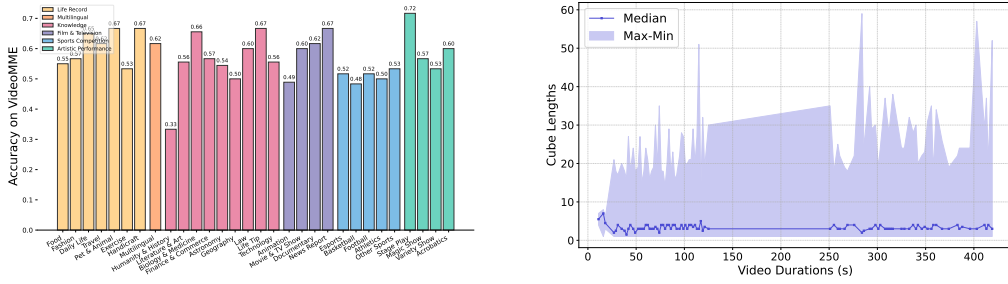 Accuracy on VideoMME
0.7
0.6
0.5
0.4
0.3
0.2
0.1
0.0
Life Record
Multilingual
Knowledge
Film & Television
Sports Competition
Artistic Performance
0.55
0.57
0.65
0.67
0.53
0.67
0.62
0.33
0.56
0.66
0.57
0.54
0.50
0.60
0.67
0.56
0.49
0.60
0.62
0.67
0.52
0.48
0.52
0.50
0.53
0.72
0.57
0.53
0.60
Food
Fashion
Daily Life
Travel
Pet & Animal
Exercise
Handicraft
Multilingual
Humanity & History
Literature & Art
Biology & Medicine
Finance & Commerce
Astronomy
Geography
Law
Life Tip
Technology
Animation
Movie & TV Show
Documentary
News Report
Esports
Basketball
Football
Athletics
Other Sports
Stage Play
Magic Show
Variety Show
Acrobatics
Cube Lengths
60
50
40
30
20
10
0
Median
Max-Min
0
50
100
150
200
250
300
350
400
Video Durations (s)